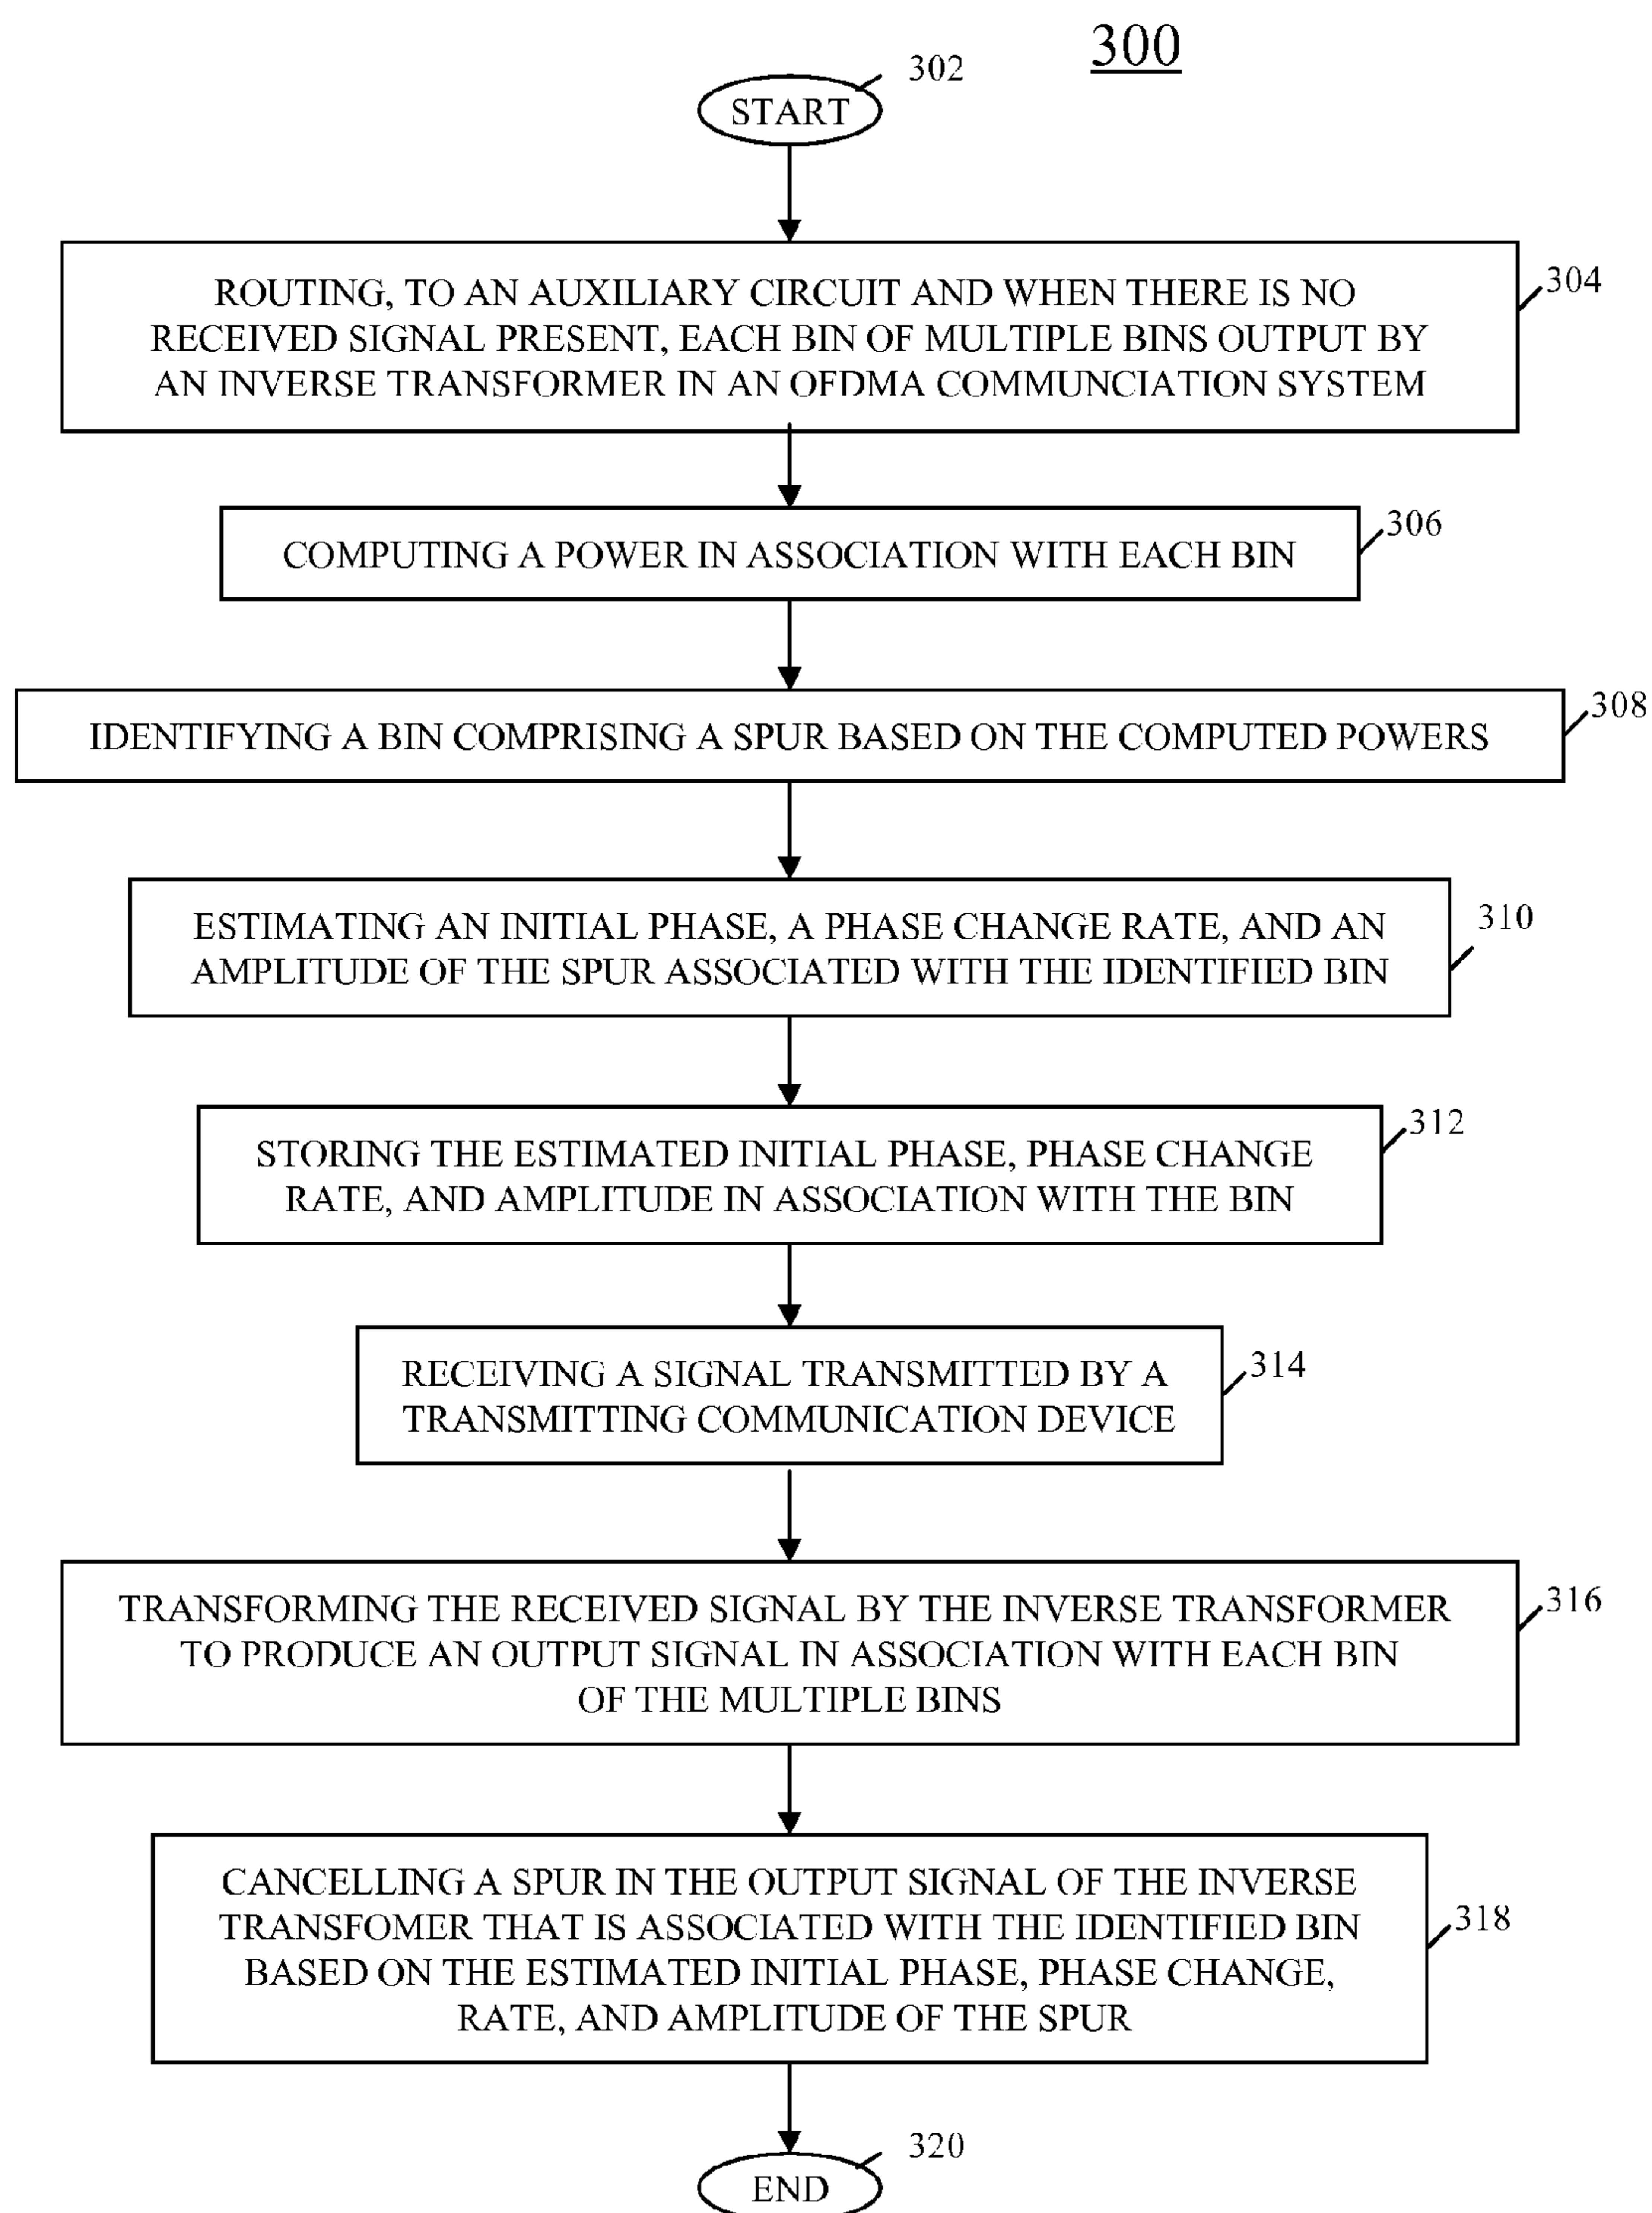 300
302
START
304
ROUTING, TO AN AUXILIARY CIRCUIT AND WHEN THERE IS NO
RECEIVED SIGNAL PRESENT, EACH BIN OF MULTIPLE BINS OUTPUT BY
AN INVERSE TRANSFORMER IN AN OFDMA COMMUNCIATION SYSTEM
306
COMPUTING A POWER IN ASSOCIATION WITH EACH BIN
308
IDENTIFYING A BIN COMPRISING A SPUR BASED ON THE COMPUTED POWERS
310
ESTIMATING AN INITIAL PHASE, A PHASE CHANGE RATE, AND AN
AMPLITUDE OF THE SPUR ASSOCIATED WITH THE IDENTIFIED BIN
312
STORING THE ESTIMATED INITIAL PHASE, PHASE CHANGE
RATE, AND AMPLITUDE IN ASSOCIATION WITH THE BIN
314
RECEIVING A SIGNAL TRANSMITTED BY A
TRANSMITTING COMMUNICATION DEVICE
316
TRANSFORMING THE RECEIVED SIGNAL BY THE INVERSE TRANSFORMER
TO PRODUCE AN OUTPUT SIGNAL IN ASSOCIATION WITH EACH BIN
OF THE MULTIPLE BINS
318
CANCELLING A SPUR IN THE OUTPUT SIGNAL OF THE INVERSE
TRANSFOMER THAT IS ASSOCIATED WITH THE IDENTIFIED BIN
BASED ON THE ESTIMATED INITIAL PHASE, PHASE CHANGE,
RATE, AND AMPLITUDE OF THE SPUR
320
END